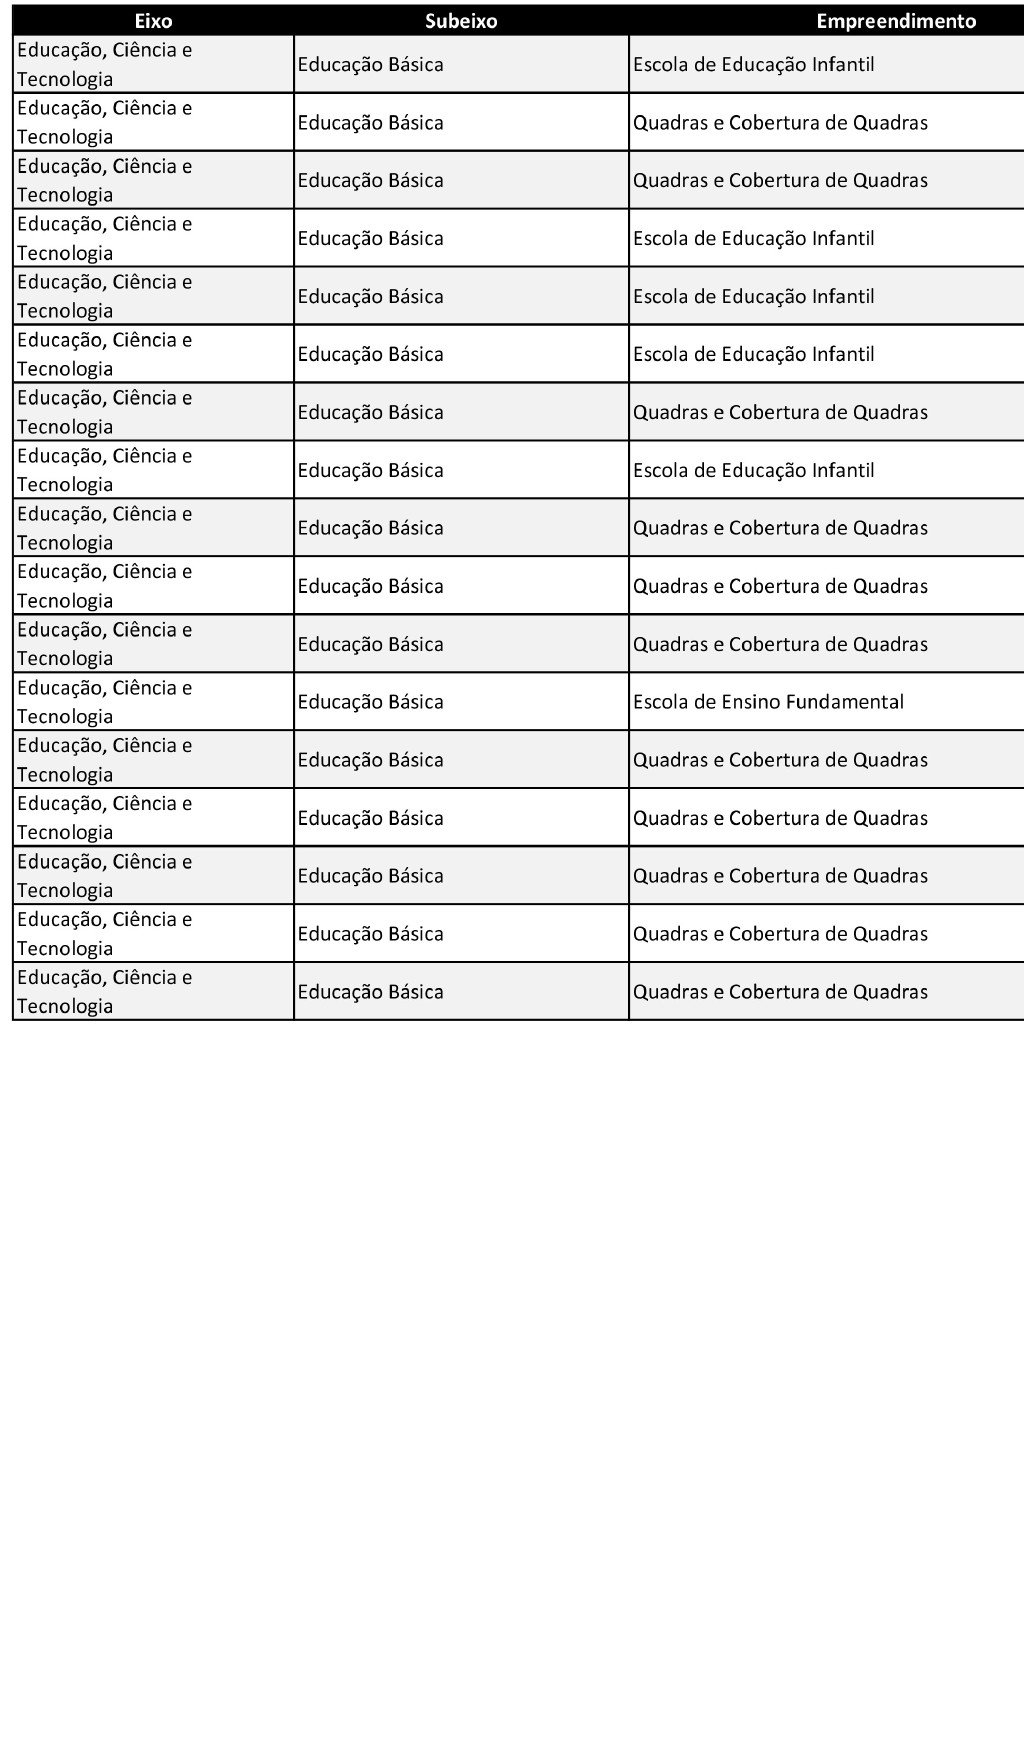 Eixo Subeixo Empreendimento
Educação, Ciência e
Tecnologia Educação Básica Escola de Educação Infantil
Educação, Ciência e
Tecnologia Educação Básica Quadras e Cobertura de Quadras
Educação, Ciência e
Tecnologia Educação Básica Quadras e Cobertura de Quadras
Educação, Ciência e
Tecnologia Educação Básica Escola de Educação Infantil
Educação, Ciência e
Tecnologia Educação Básica Escola de Educação Infantil
Educação, Ciência e
Tecnologia Educação Básica Escola de Educação Infantil
Educação, Ciência e
Tecnologia Educação Básica Quadras e Cobertura de Quadras
Educação, Ciência e
Tecnologia Educação Básica Escola de Educação Infantil
Educação, Ciência e
Tecnologia Educação Básica Quadras e Cobertura de Quadras
Educação, Ciência e
Tecnologia Educação Básica Quadras e Cobertura de Quadras
Educação, Ciência e
Tecnologia Educação Básica Quadras e Cobertura de Quadras
Educação, Ciência e
Tecnologia Educação Básica Escola de Ensino Fundamental
Educação, Ciência e
Tecnologia Educação Básica Quadras e Cobertura de Quadras
Educação, Ciência e
Tecnologia Educação Básica Quadras e Cobertura de Quadras
Educação, Ciência e
Tecnologia Educação Básica Quadras e Cobertura de Quadras
Educação, Ciência e
Tecnologia Educação Básica Quadras e Cobertura de Quadras
Educação, Ciência e
Tecnologia Educação Básica Quadras e Cobertura de Quadras